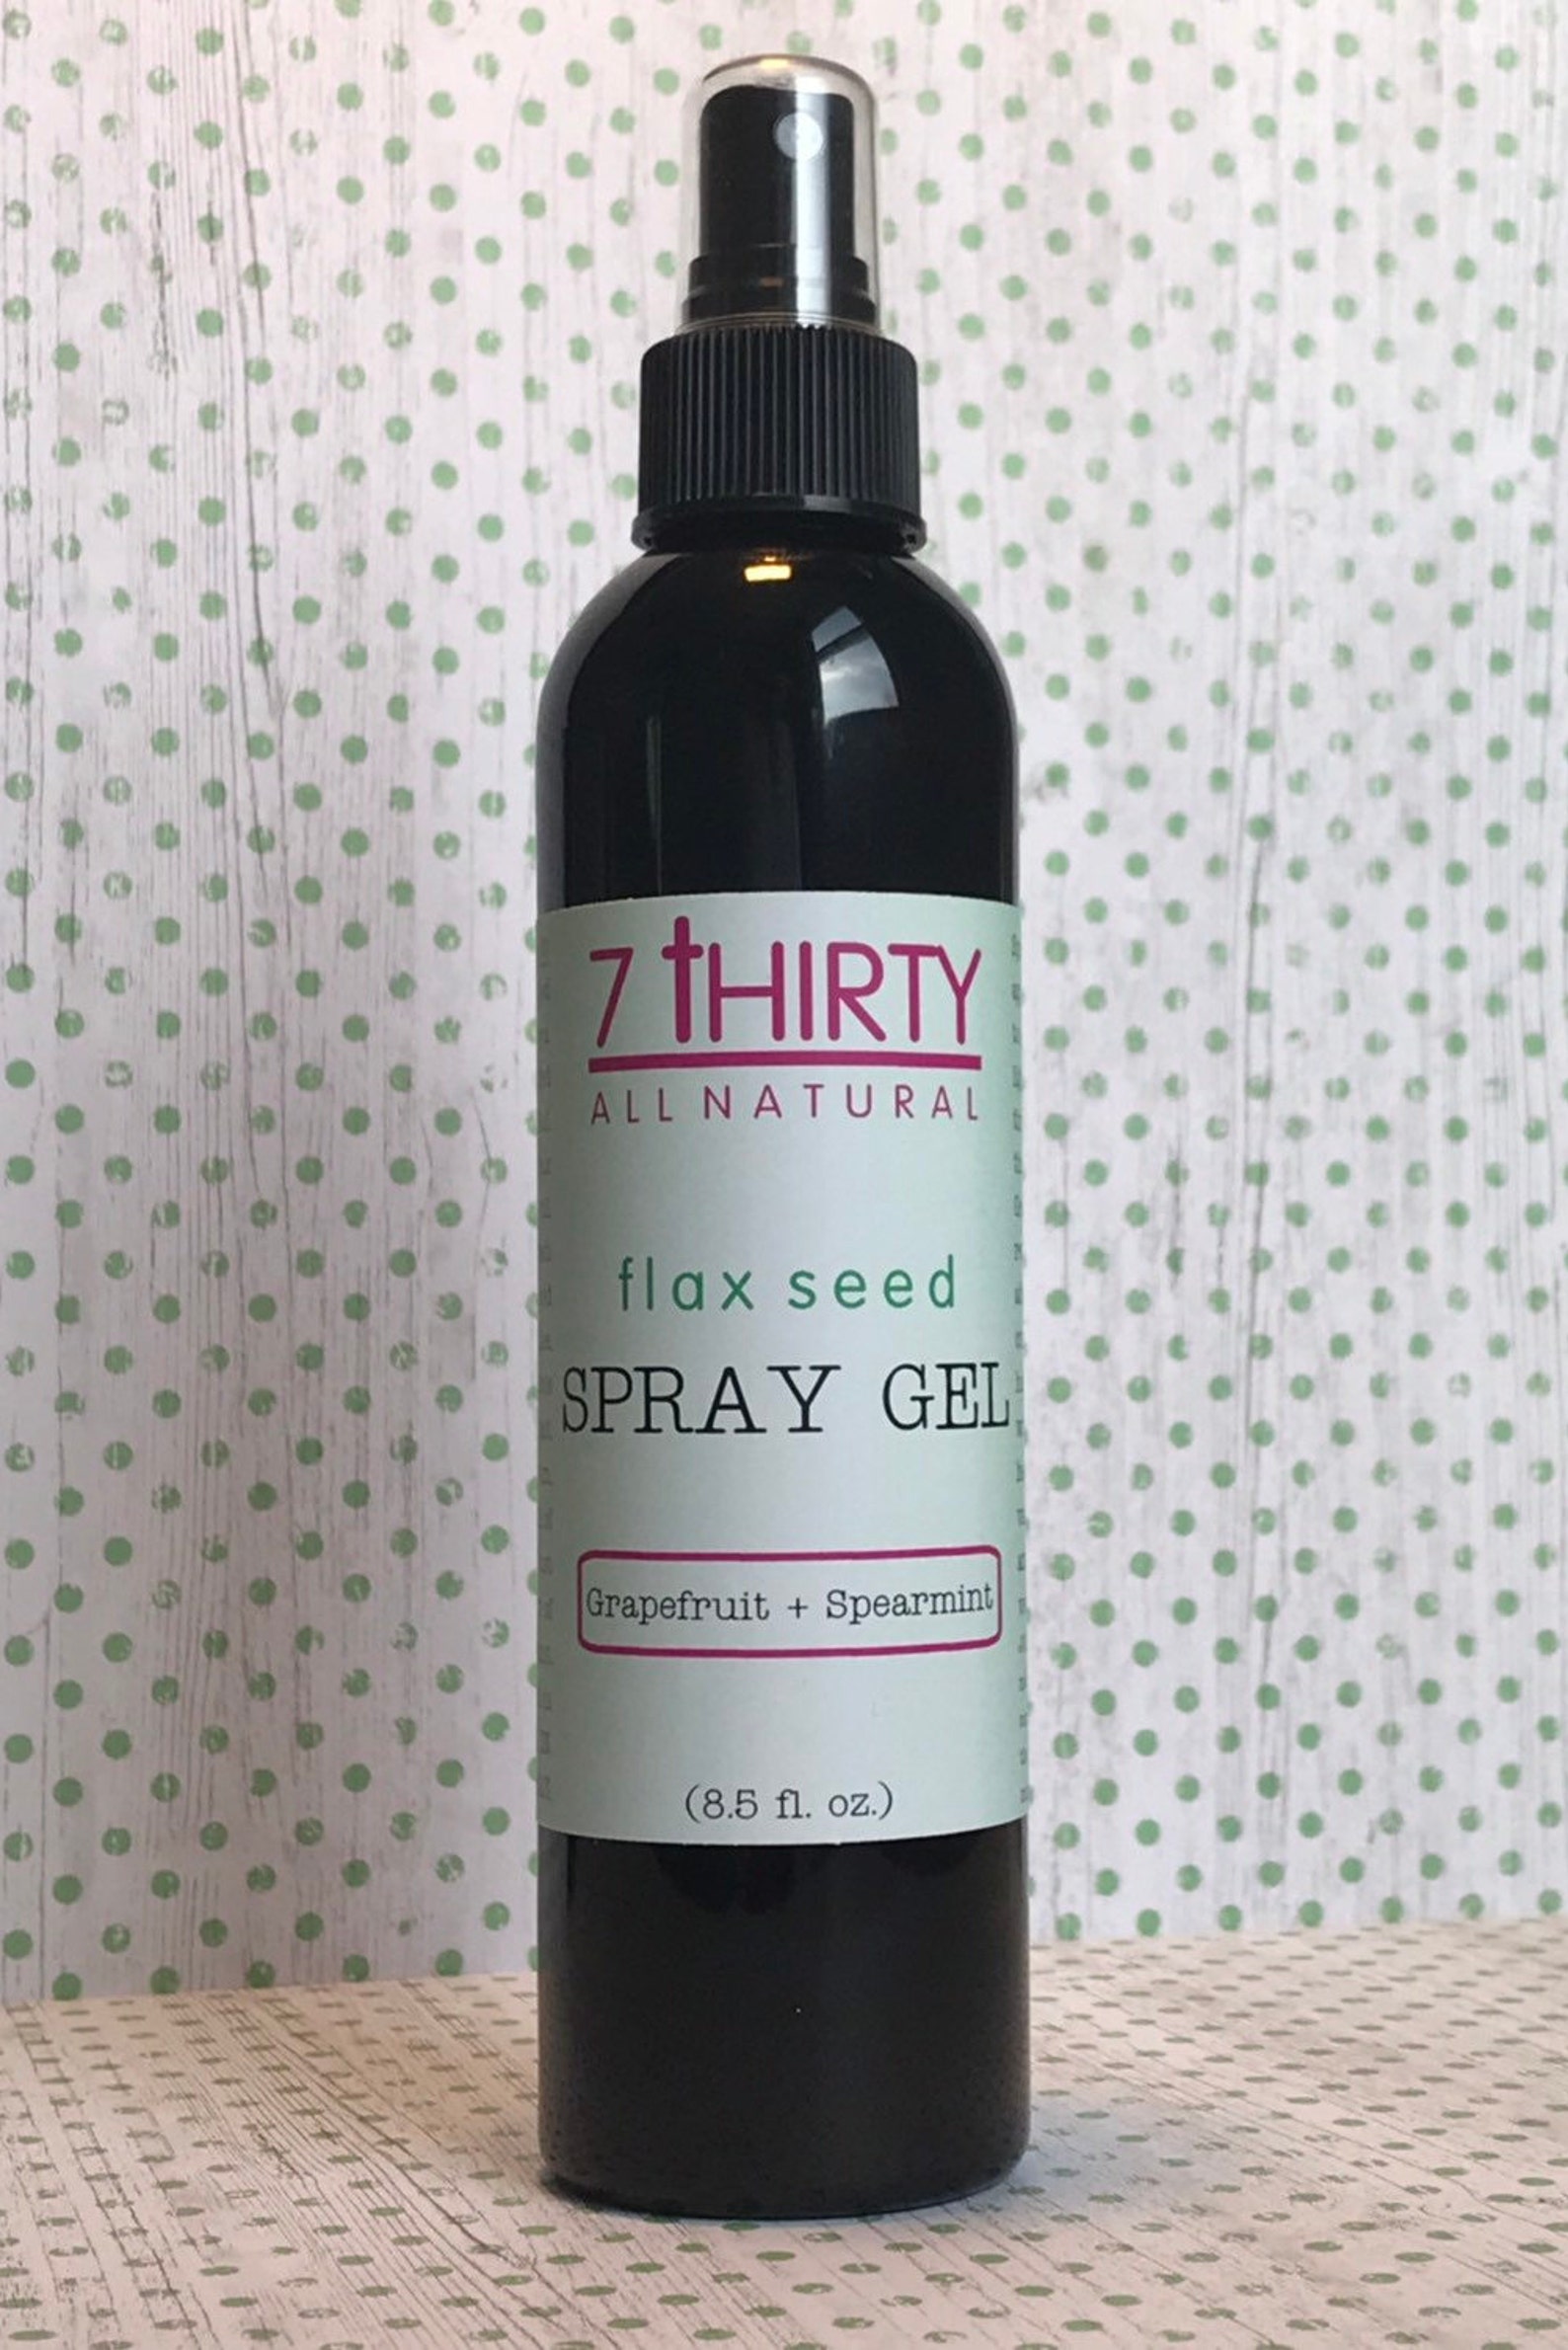 7 tHIRTY
ALL NATURAL
flax seed
SPRAY GEL
Grapefruit + Spearmint
(8.5 fl. oz.)